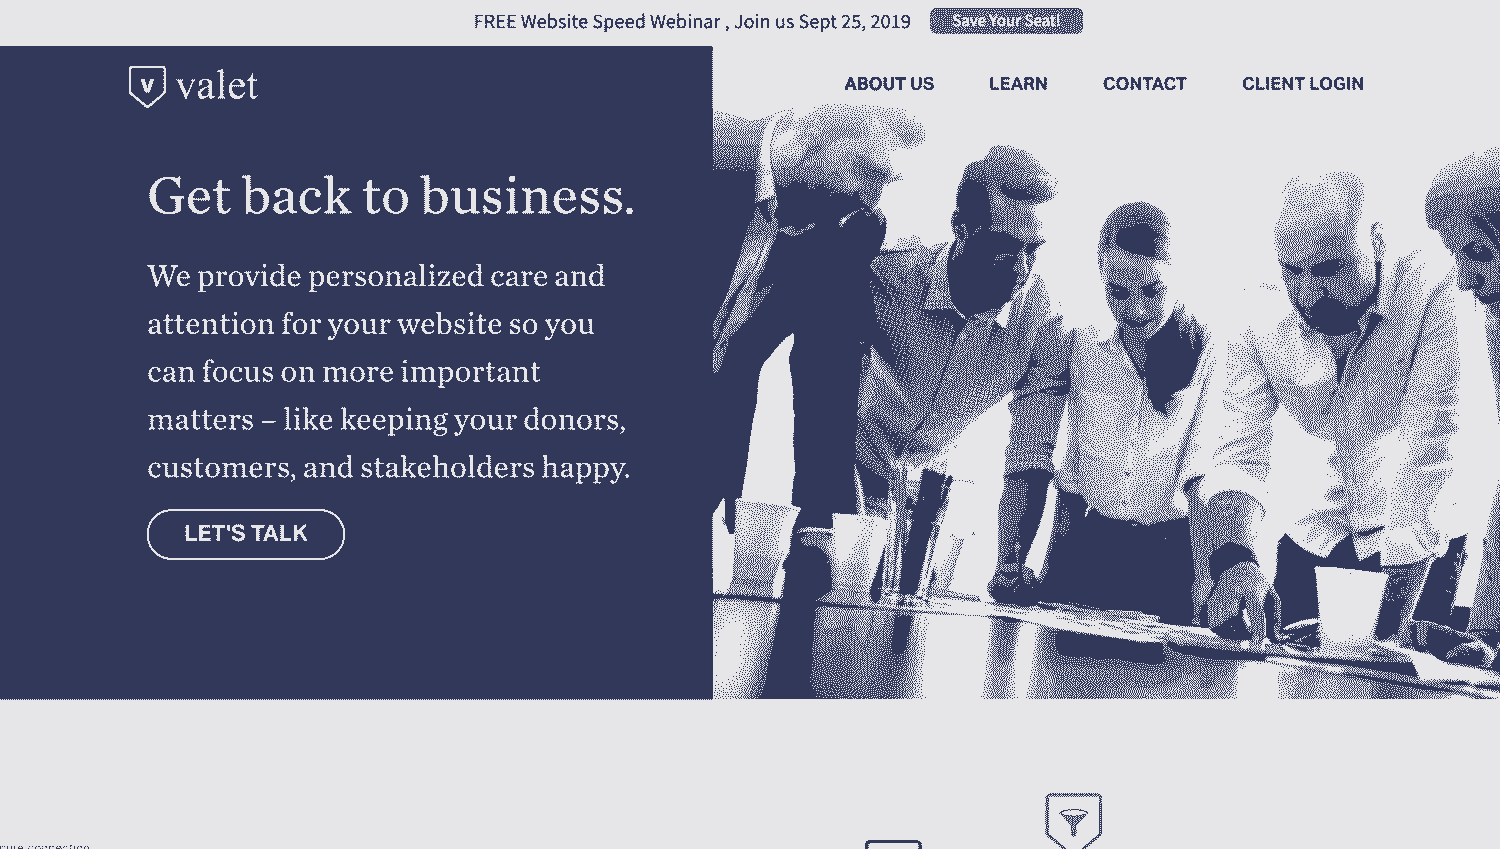 FREE Website Speed Webinar , Join us Sept 25, 2019 Save Your Seat!
v valet
ABOUT US LEARN CONTACT CLIENT LOGIN
Get back to business.
We provide personalized care and
attention for your website so you
can focus on more important
matters – like keeping your donors,
customers, and stakeholders happy.
LET'S TALK